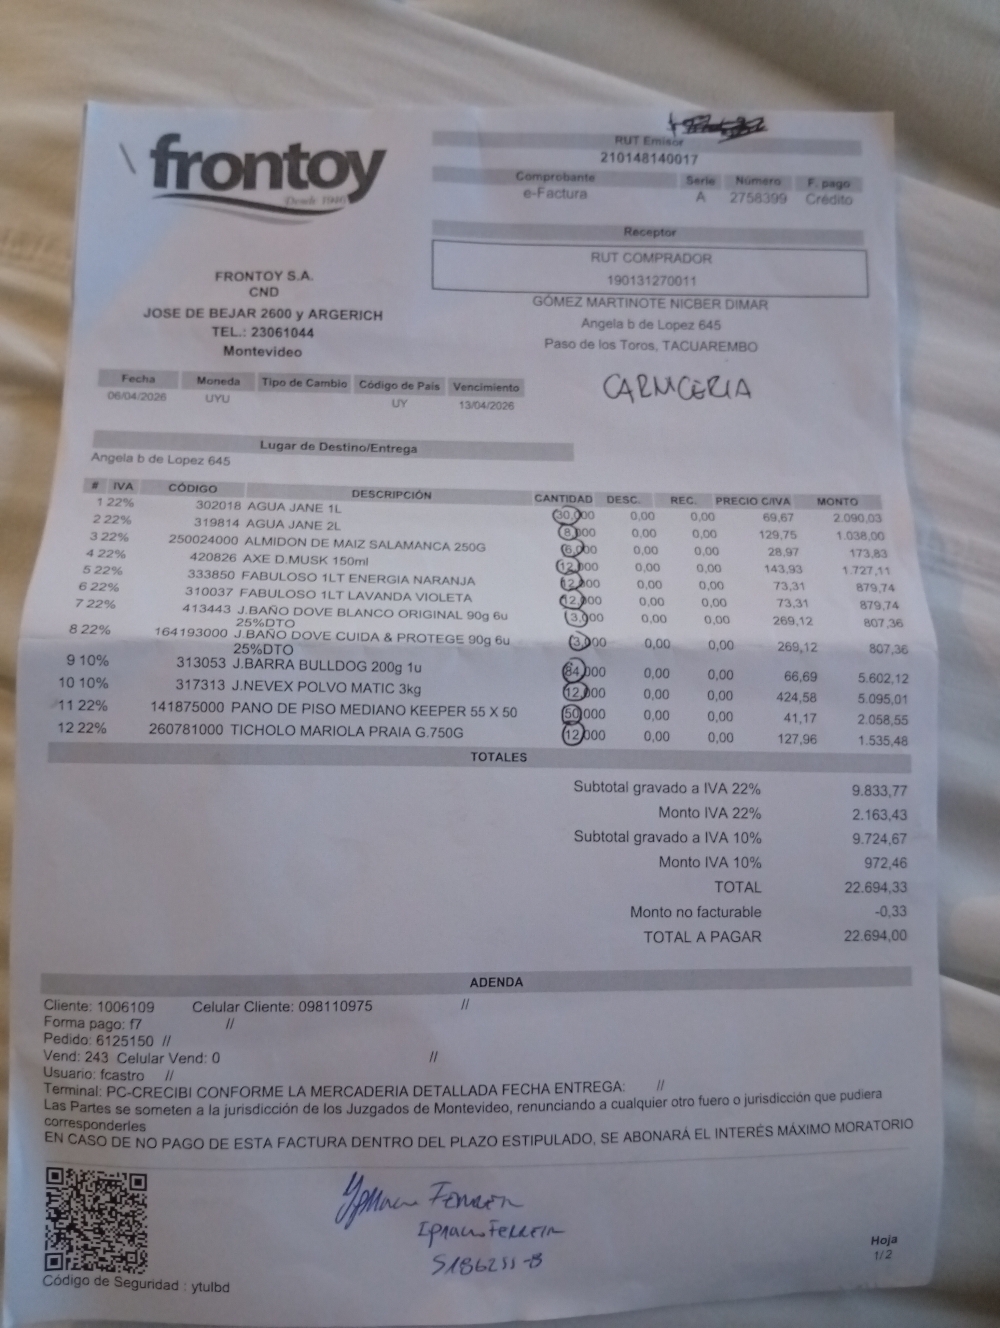 frontoy
Desde 1946
RUT Emisor
210148140017
Comprobante Serie Número F. pago
e-Factura A 2758399 Crédito
Receptor
RUT COMPRADOR
190131270011
GÓMEZ MARTINOTE NICBER DIMAR
Angela b de Lopez 645
Paso de los Toros, TACUAREMBO
FRONTOY S.A.
CND
JOSE DE BEJAR 2600 y ARGERICH
TEL.: 23061044
Montevideo
CARNICERIA
Fecha Moneda Tipo de Cambio Código de País Vencimiento
06/04/2026 UYU UY 13/04/2026
Lugar de Destino/Entrega
Angela b de Lopez 645
# IVA CÓDIGO DESCRIPCIÓN CANTIDAD DESC. REC. PRECIO C/IVA MONTO
1 22% 302018 AGUA JANE 1L 30,000 0,00 0,00 69,67 2.090,03
2 22% 319814 AGUA JANE 2L 8,000 0,00 0,00 129,75 1.038,00
3 22% 250024000 ALMIDON DE MAIZ SALAMANCA 250G 6,000 0,00 0,00 28,97 173,83
4 22% 420826 AXE D.MUSK 150ml 12,000 0,00 0,00 143,93 1.727,11
5 22% 333850 FABULOSO 1LT ENERGIA NARANJA 12,000 0,00 0,00 73,31 879,74
6 22% 310037 FABULOSO 1LT LAVANDA VIOLETA 12,000 0,00 0,00 73,31 879,74
7 22% 413443 J.BAÑO DOVE BLANCO ORIGINAL 90g 6u 3,000 0,00 0,00 269,12 807,36
25%DTO
8 22% 164193000 J.BAÑO DOVE CUIDA & PROTEGE 90g 6u 3,000 0,00 0,00 269,12 807,36
25%DTO
9 10% 313053 J.BARRA BULLDOG 200g 1u 84,000 0,00 0,00 66,69 5.602,12
10 10% 317313 J.NEVEX POLVO MATIC 3kg 12,000 0,00 0,00 424,58 5.095,01
11 22% 141875000 PANO DE PISO MEDIANO KEEPER 55 X 50 50,000 0,00 0,00 41,17 2.058,55
12 22% 260781000 TICHOLO MARIOLA PRAIA G.750G 12,000 0,00 0,00 127,96 1.535,48
TOTALES
Subtotal gravado a IVA 22% 9.833,77
Monto IVA 22% 2.163,43
Subtotal gravado a IVA 10% 9.724,67
Monto IVA 10% 972,46
TOTAL 22.694,33
Monto no facturable -0,33
TOTAL A PAGAR 22.694,00
ADENDA
Cliente: 1006109 Celular Cliente: 098110975 //
Forma pago: f7 //
Pedido: 6125150 //
Vend: 243 Celular Vend: 0 //
Usuario: fcastro //
Terminal: PC-CRECIBI CONFORME LA MERCADERIA DETALLADA FECHA ENTREGA: //
Las Partes se someten a la jurisdicción de los Juzgados de Montevideo, renunciando a cualquier otro fuero o jurisdicción que pudiera
corresponderles
EN CASO DE NO PAGO DE ESTA FACTURA DENTRO DEL PLAZO ESTIPULADO, SE ABONARÁ EL INTERÉS MÁXIMO MORATORIO
Hoja
1/2
Código de Seguridad : ytulbd